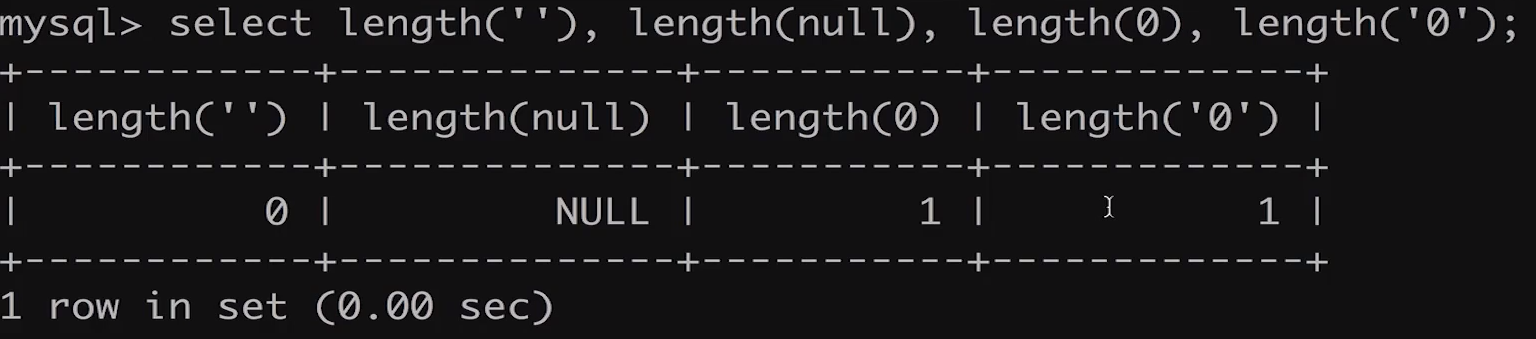 mysql> select length(''), length(null), length(0), length('0');
+------------+--------------+-----------+-------------+
| length('') | length(null) | length(0) | length('0') |
+------------+--------------+-----------+-------------+
|          0 |         NULL |         1 |           1 |
+------------+--------------+-----------+-------------+
1 row in set (0.00 sec)